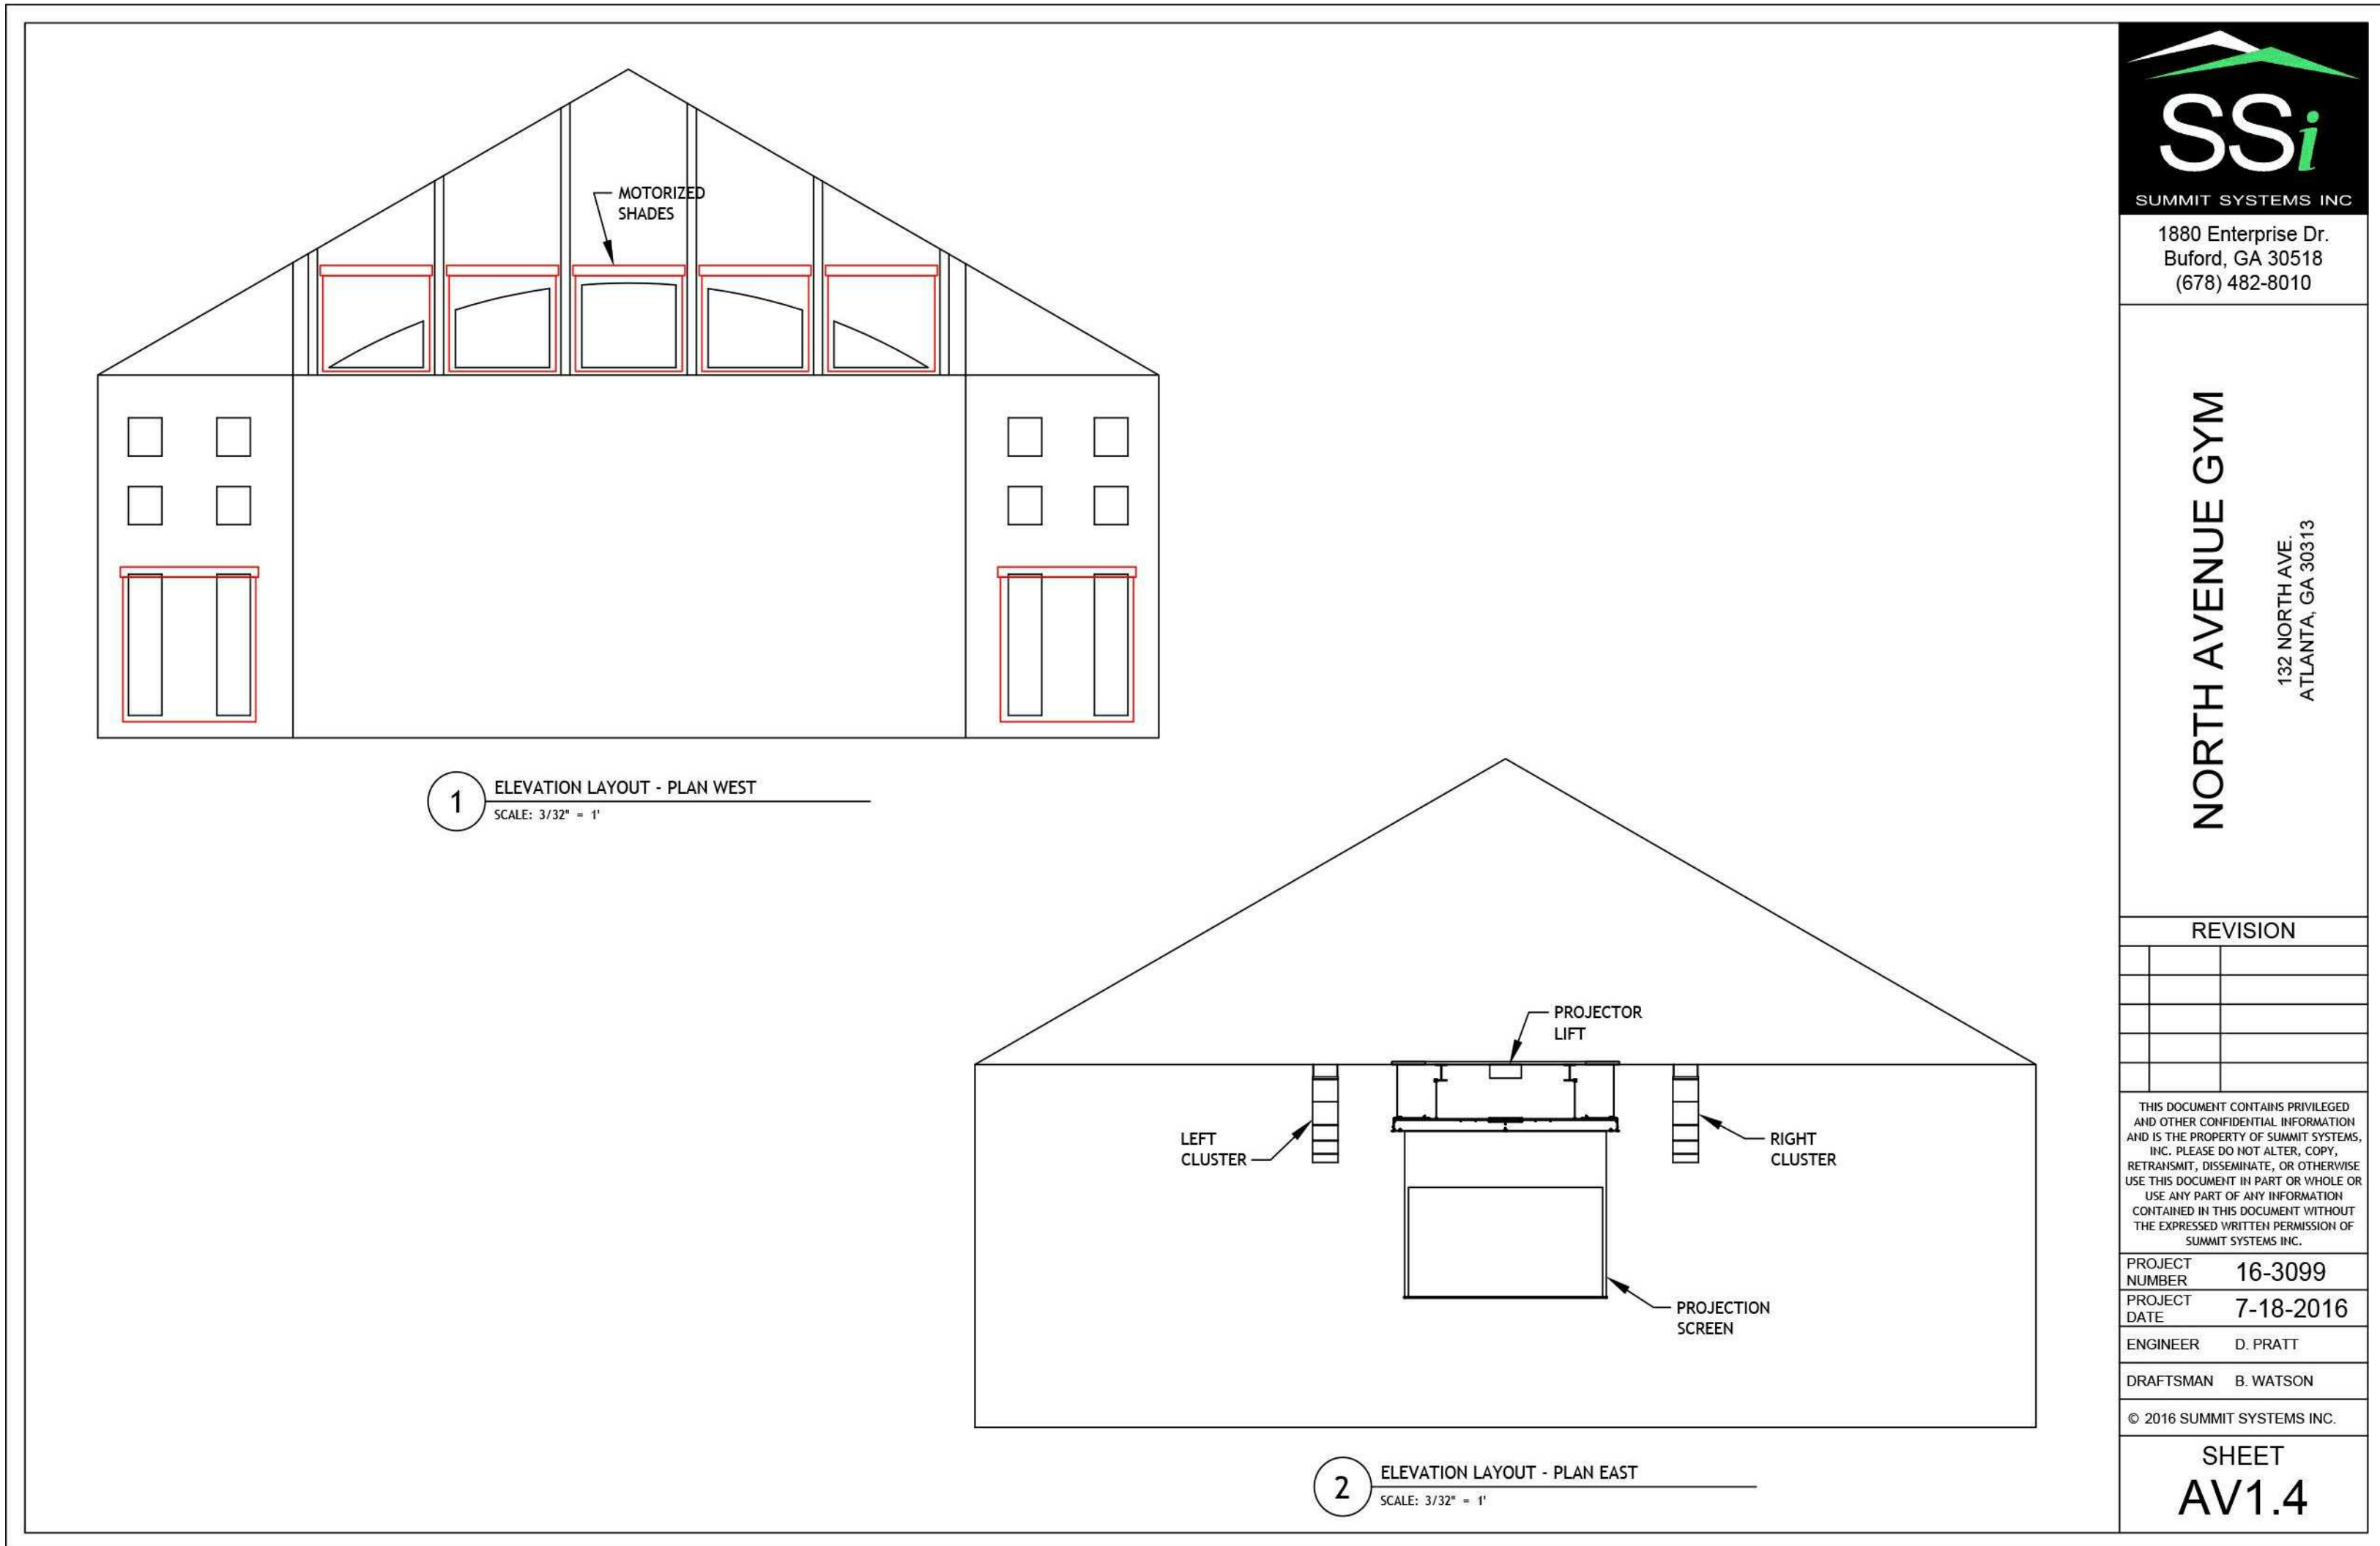 MOTORIZED
SHADES
1
ELEVATION LAYOUT - PLAN WEST
SCALE: 3/32" = 1'
PROJECTOR
LIFT
LEFT
CLUSTER
RIGHT
CLUSTER
PROJECTION
SCREEN
2
ELEVATION LAYOUT - PLAN EAST
SCALE: 3/32" = 1'
SSi
SUMMIT SYSTEMS INC
1880 Enterprise Dr.
Buford, GA 30518
(678) 482-8010
NORTH AVENUE GYM
132 NORTH AVE.
ATLANTA, GA 30313
REVISION
THIS DOCUMENT CONTAINS PRIVILEGED
AND OTHER CONFIDENTIAL INFORMATION
AND IS THE PROPERTY OF SUMMIT SYSTEMS,
INC. PLEASE DO NOT ALTER, COPY,
RETRANSMIT, DISSEMINATE, OR OTHERWISE
USE THIS DOCUMENT IN PART OR WHOLE OR
USE ANY PART OF ANY INFORMATION
CONTAINED IN THIS DOCUMENT WITHOUT
THE EXPRESSED WRITTEN PERMISSION OF
SUMMIT SYSTEMS INC.
PROJECT NUMBER 16-3099
PROJECT DATE 7-18-2016
ENGINEER D. PRATT
DRAFTSMAN B. WATSON
© 2016 SUMMIT SYSTEMS INC.
SHEET
AV1.4